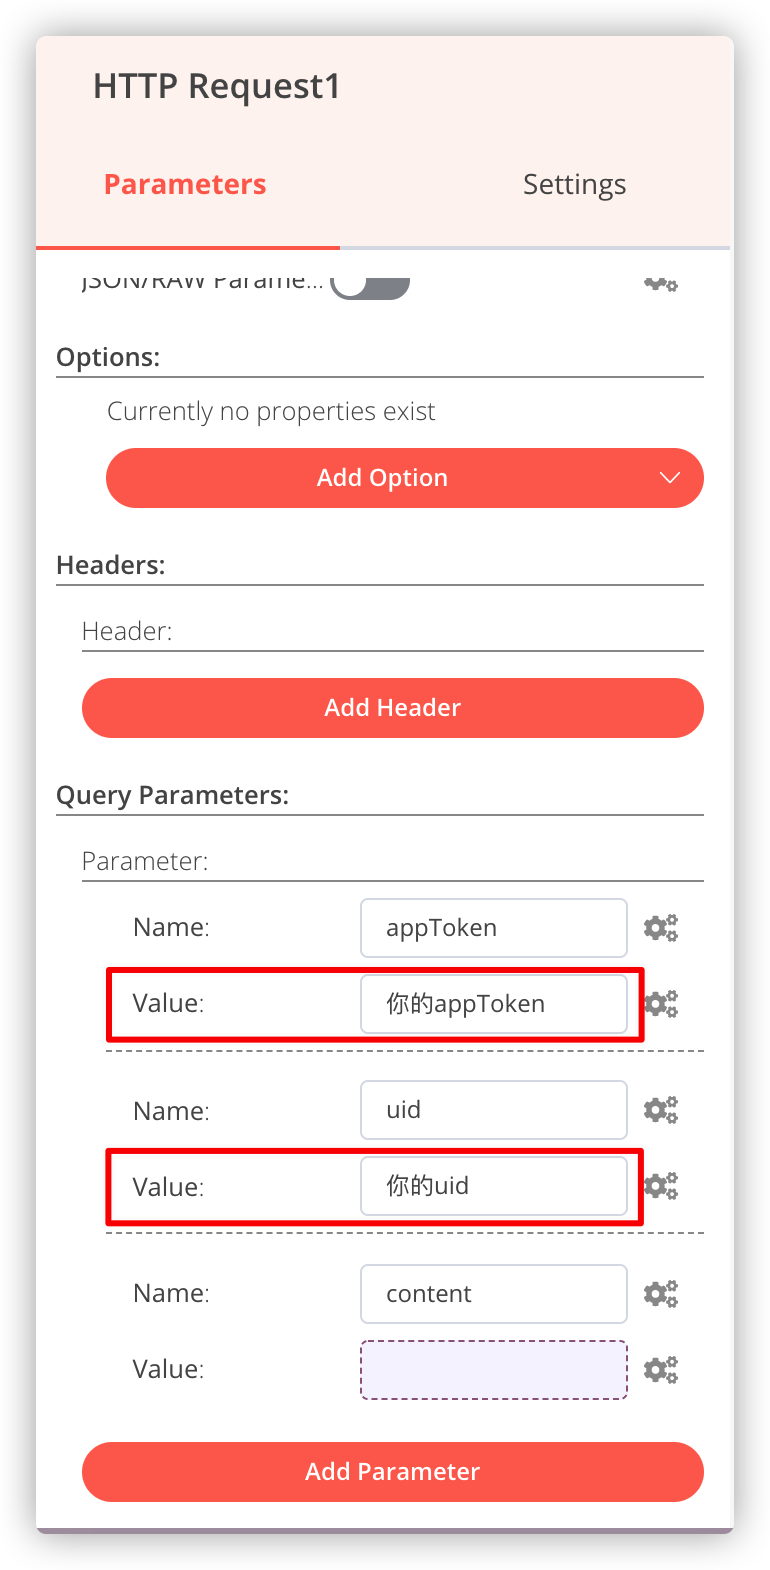 HTTP Request1
Parameters
Settings
JSON/RAW Parame...
Options:
Currently no properties exist
Add Option
Headers:
Header:
Add Header
Query Parameters:
Parameter:
Name: appToken
Value: 你的appToken
Name: uid
Value: 你的uid
Name: content
Value:
Add Parameter